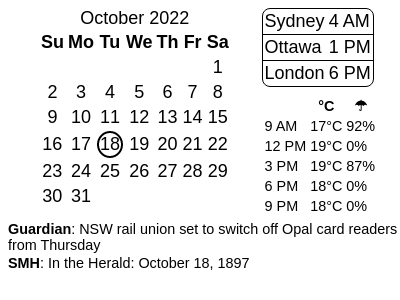 October 2022
Su Mo Tu We Th Fr Sa
1
2 3 4 5 6 7 8
9 10 11 12 13 14 15
16 17 18 19 20 21 22
23 24 25 26 27 28 29
30 31
Sydney 4 AM
Ottawa 1 PM
London 6 PM
°C ☂
9 AM 17°C 92%
12 PM 19°C 0%
3 PM 19°C 87%
6 PM 18°C 0%
9 PM 18°C 0%
Guardian: NSW rail union set to switch off Opal card readers
from Thursday
SMH: In the Herald: October 18, 1897